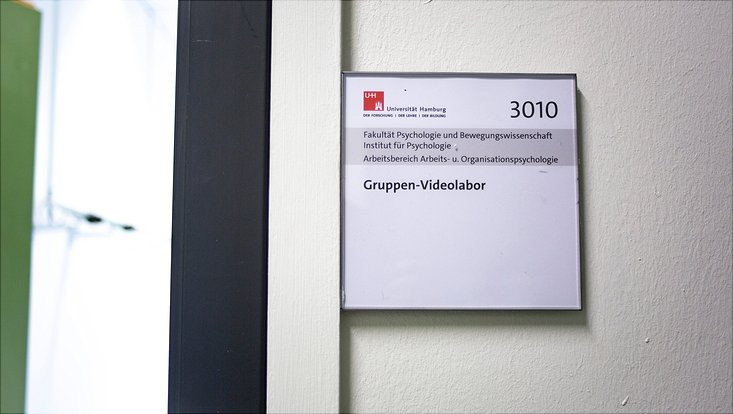 UH
Universität Hamburg
DER FORSCHUNG | DER LEHRE | DER BILDUNG
3010
Fakultät Psychologie und Bewegungswissenschaft
Institut für Psychologie
Arbeitsbereich Arbeits- u. Organisationspsychologie
Gruppen-Videolabor